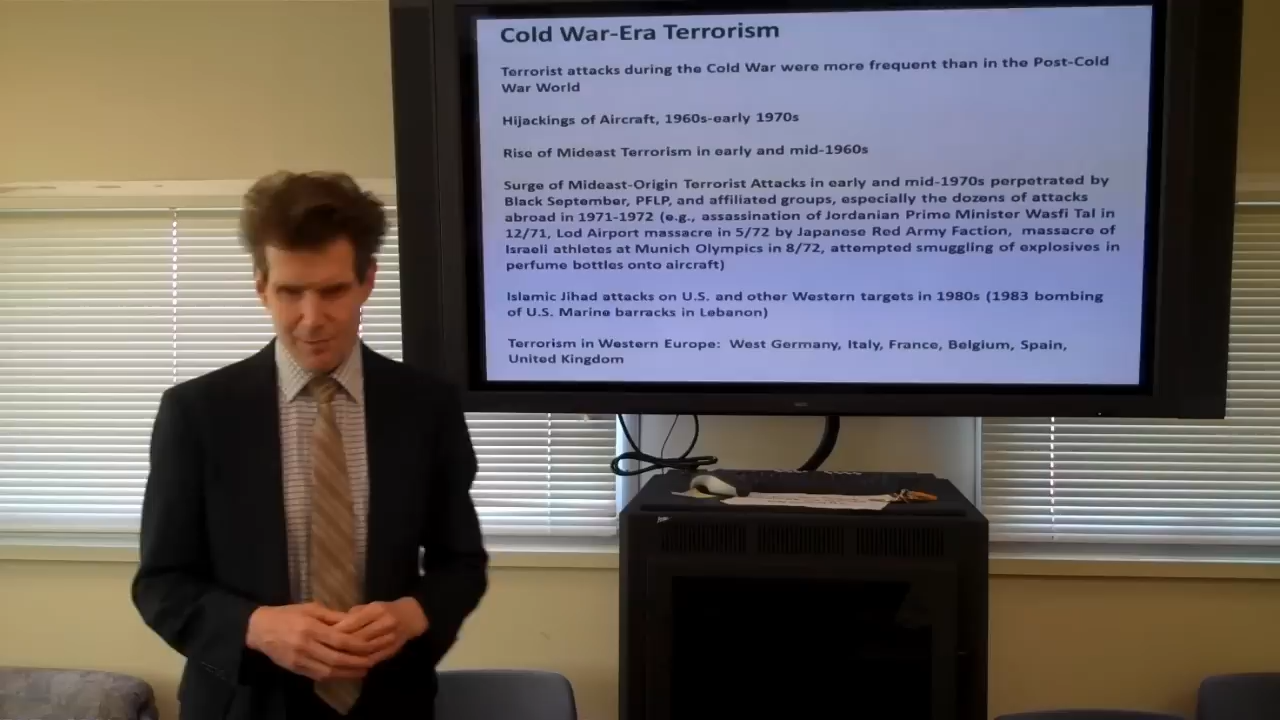 Cold War-Era Terrorism
Terrorist attacks during the Cold War were more frequent than in the Post-Cold
War World
Hijackings of Aircraft, 1960s-early 1970s
Rise of Mideast Terrorism in early and mid-1960s
Surge of Mideast-Origin Terrorist Attacks in early and mid-1970s perpetrated by
Black September, PFLP, and affiliated groups, especially the dozens of attacks
abroad in 1971-1972 (e.g., assassination of Jordanian Prime Minister Wasfi Tal in
12/71, Lod Airport massacre in 5/72 by Japanese Red Army Faction, massacre of
Israeli athletes at Munich Olympics in 8/72, attempted smuggling of explosives in
perfume bottles onto aircraft)
Islamic Jihad attacks on U.S. and other Western targets in 1980s (1983 bombing
of U.S. Marine barracks in Lebanon)
Terrorism in Western Europe: West Germany, Italy, France, Belgium, Spain,
United Kingdom